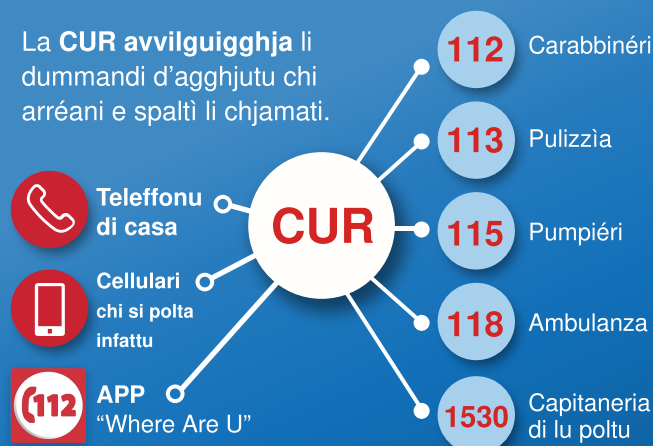 La CUR avvilguigghja li
dummandi d’agghjutu chi
arréani e spaltì li chjamati.
Teleffonu
di casa
Cellulari
chi si polta
infattu
112
APP
“Where Are U”
CUR
112
Carabbinéri
113
Pulizzìa
115
Pumpiéri
118
Ambulanza
1530
Capitaneria
di lu poltu